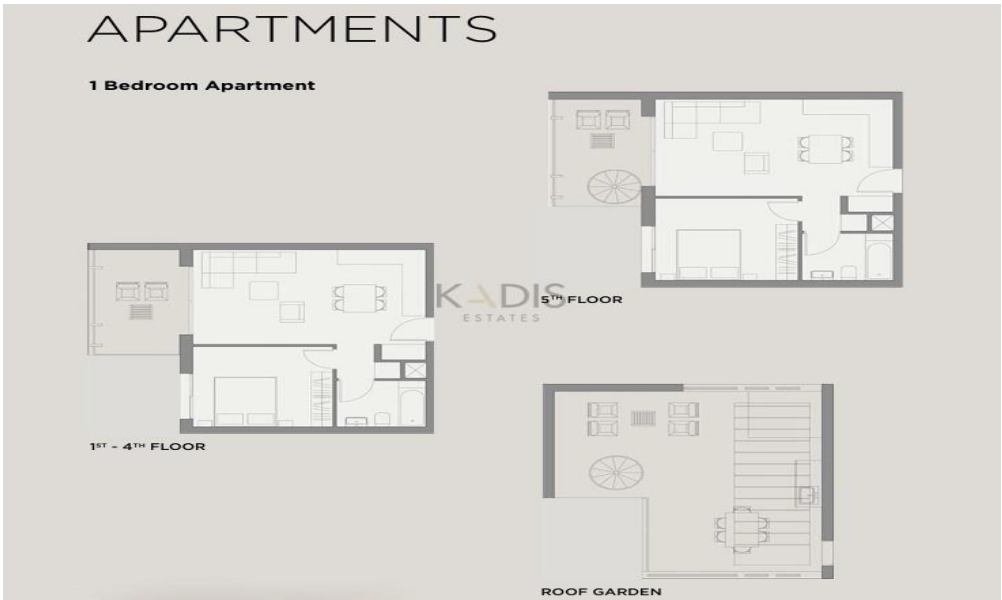 APARTMENTS
1 Bedroom Apartment
KADIS
ESTATES
5TH FLOOR
1ST - 4TH FLOOR
ROOF GARDEN